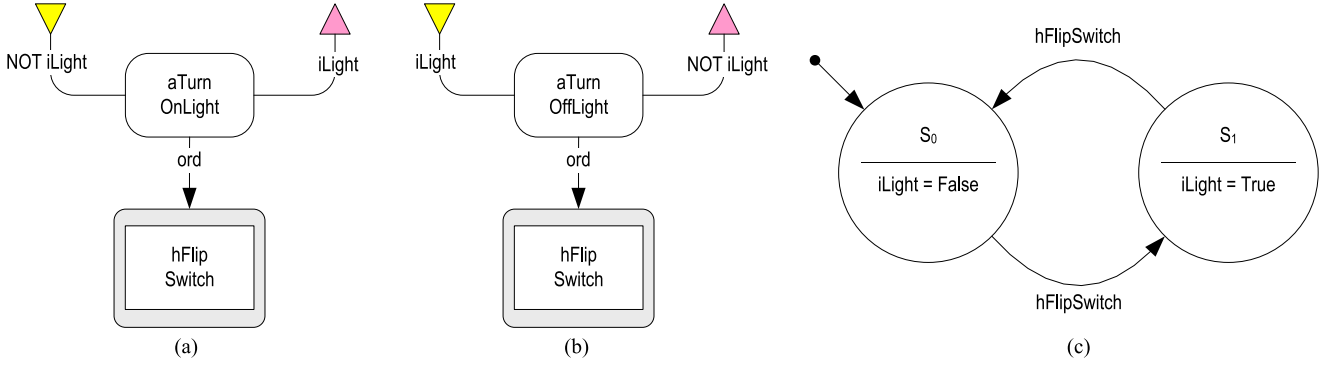 NOT iLight
aTurn
OnLight
iLight
ord
hFlip
Switch
(a)
iLight
aTurn
OffLight
NOT iLight
ord
hFlip
Switch
(b)
hFlipSwitch
S0
iLight = False
S1
iLight = True
hFlipSwitch
(c)